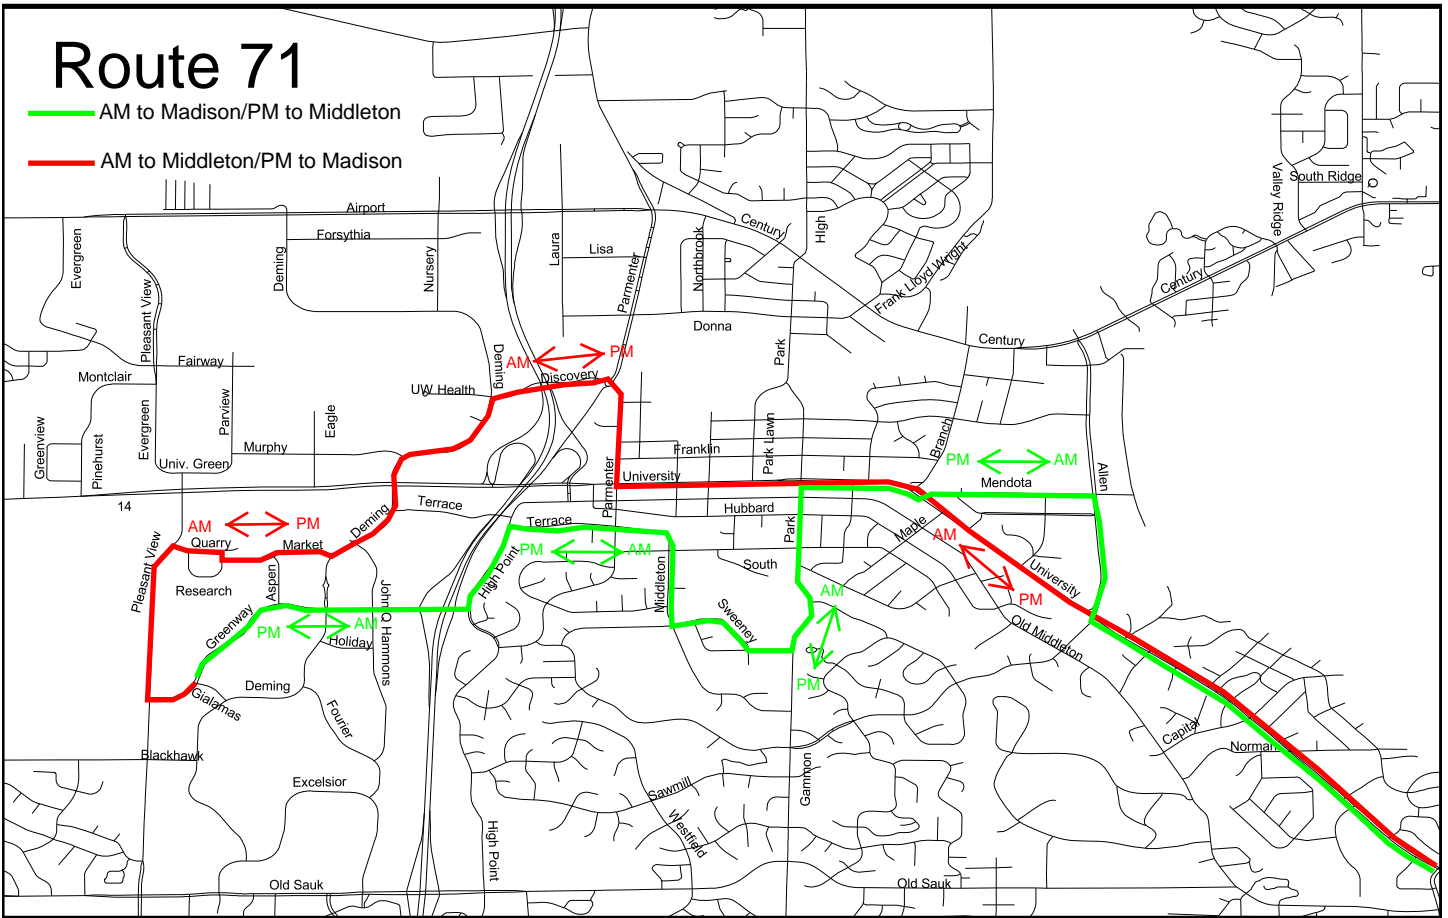 Route 71
AM to Madison/PM to Middleton
AM to Middleton/PM to Madison
Valley Ridge
South Ridge
Q
Airport
Forsythia
Evergreen
Deming
Nursery
Laura
Lisa
Parmenter
Northbrook
Century
HIgh
Frank Lloyd Wright
Century
Pleasant View
Donna
Park
Century
Fairway
Montclair
Deming
AM
PM
Discovery
UW Health
Greenview
Pinehurst
Evergreen
Parview
Eagle
Murphy
Univ. Green
Franklin
Park Lawn
Branch
PM
AM
Allen
Mendota
University
Parmenter
14
Terrace
Hubbard
Terrace
Park
Maple
AM
PM
Deming
AM
PM
Quarry
Market
Pleasant View
Research
Aspen
PM
AM
High Point
South
Middleton
Sweeney
AM
PM
University
Old Middleton
John Q Hammons
Greenway
PM
AM
Holiday
Deming
Gialamas
Fourier
Blackhawk
Excelsior
Capital
Norman
Gammon
Sawmill
Westfield
High Point
Old Sauk
Old Sauk